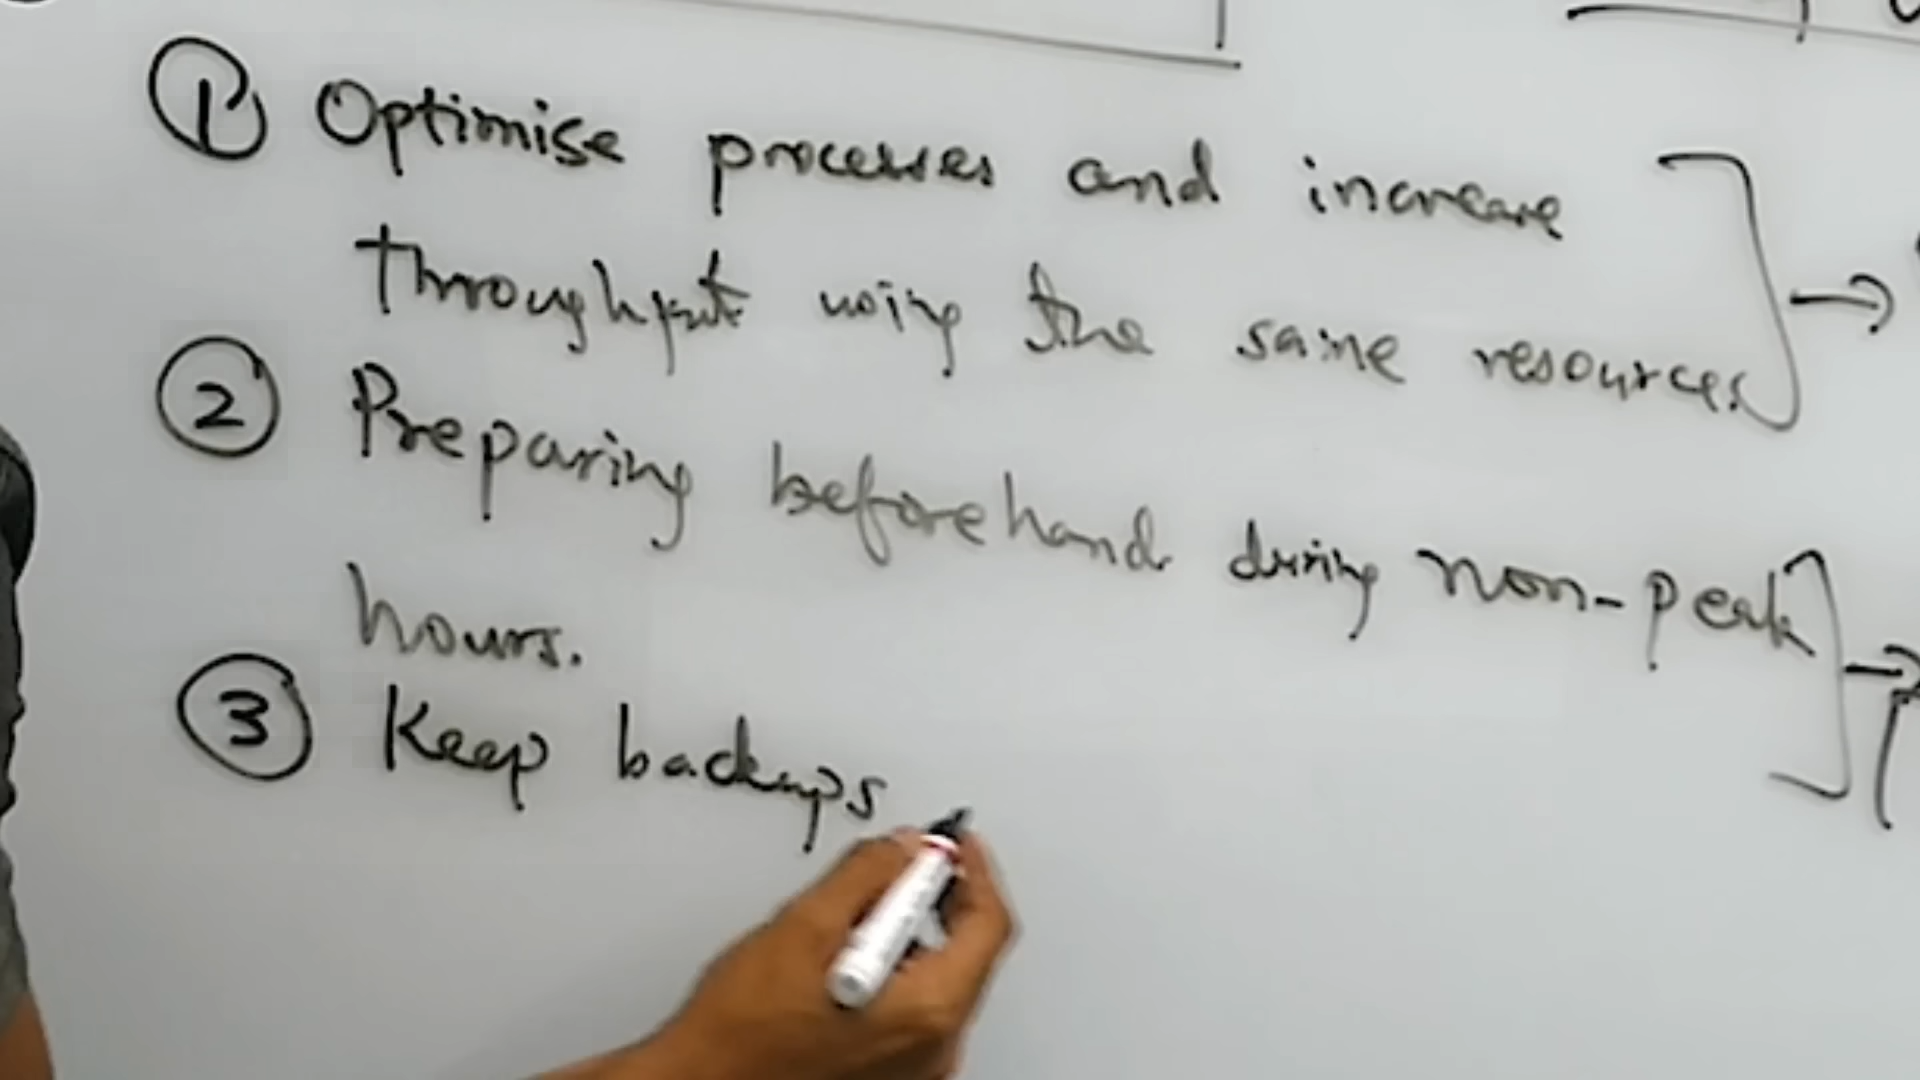 ① Optimise processes and increase
throughput using the same resources
② Preparing beforehand during non-peak
hours.
③ Keep backups